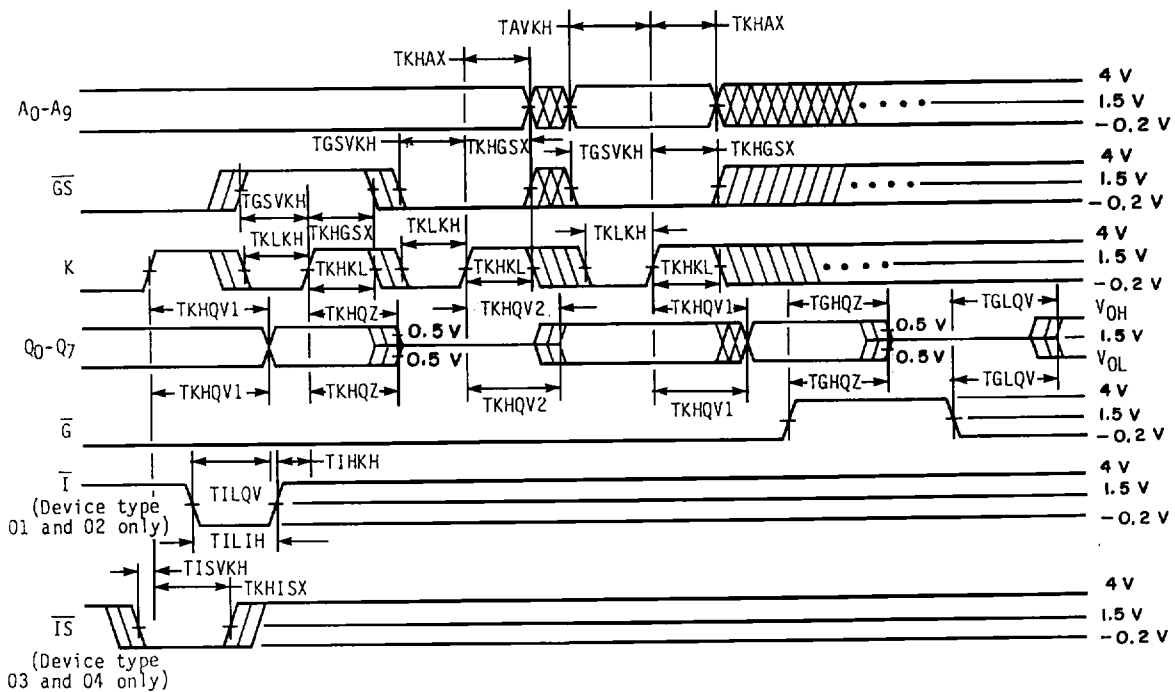 TAVKH TKHAX
TKHAX
4 V
A0-A9 1.5 V
-0.2 V
TGSVKH TKHGSX TGSVKH TKHGSX
4 V
GS 1.5 V
-0.2 V
TGSVKH TKHGSX TKLKH TKLKH
TKLKH
4 V
K TKHKL TKHKL TKHKL 1.5 V
-0.2 V
TKHQV1 TKHQZ TKHQV2 TKHQV1 TGHQZ TGLQV
VOH
0.5 V 0.5 V
Q0-Q7 1.5 V
0.5 V 0.5 V
VOL
TKHQV1 TKHQZ TKHQV2 TKHQV1 TGHQZ TGLQV
4 V
G 1.5 V
-0.2 V
TIHKH
4 V
I TILQV 1.5 V
(Device type
01 and 02 only) -0.2 V
TILIH
TISVKH
TKHISX
4 V
IS 1.5 V
-0.2 V
(Device type
03 and 04 only)